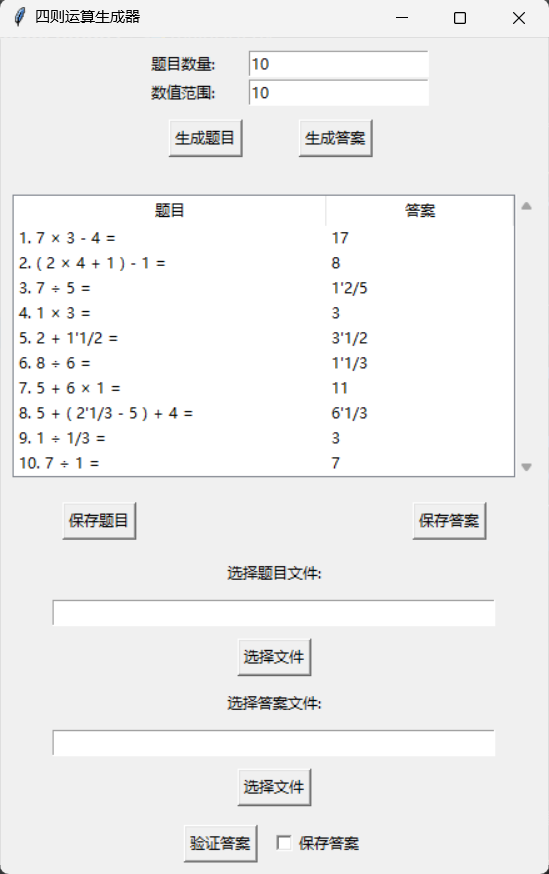 四则运算生成器
题目数量: 10
数值范围: 10
生成题目 生成答案
题目 答案
1. 7 × 3 - 4 = 17
2. ( 2 × 4 + 1 ) - 1 = 8
3. 7 ÷ 5 = 1'2/5
4. 1 × 3 = 3
5. 2 + 1'1/2 = 3'1/2
6. 8 ÷ 6 = 1'1/3
7. 5 + 6 × 1 = 11
8. 5 + ( 2'1/3 - 5 ) + 4 = 6'1/3
9. 1 ÷ 1/3 = 3
10. 7 ÷ 1 = 7
保存题目 保存答案
选择题目文件:
选择文件
选择答案文件:
选择文件
验证答案 保存答案